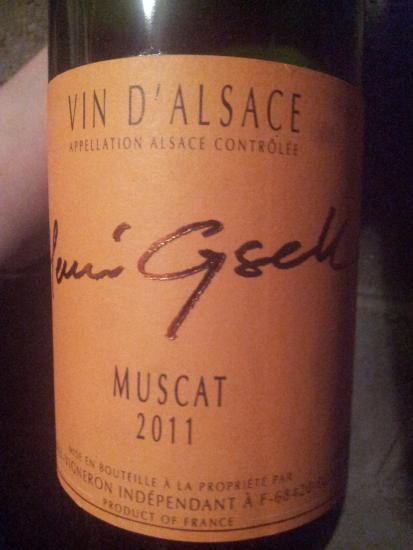 VIN D'ALSACE
APPELLATION ALSACE CONTRÔLÉE
Gsell
MUSCAT
2011
MISE EN BOUTEILLE À LA PROPRIÉTÉ PAR
VIGNERON INDÉPENDANT À F-68420
PRODUCT OF FRANCE